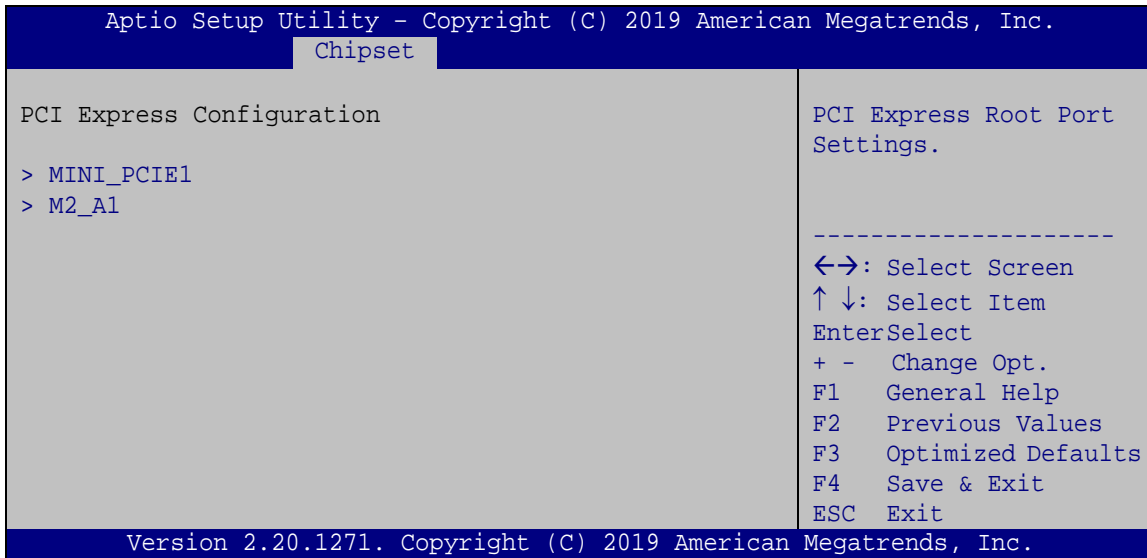 Aptio Setup Utility – Copyright (C) 2019 American Megatrends, Inc.
Chipset
PCI Express Configuration
> MINI_PCIE1
> M2_A1
PCI Express Root Port
Settings.
---------------------
←→: Select Screen
↑ ↓: Select Item
EnterSelect
+ - Change Opt.
F1 General Help
F2 Previous Values
F3 Optimized Defaults
F4 Save & Exit
ESC Exit
Version 2.20.1271. Copyright (C) 2019 American Megatrends, Inc.